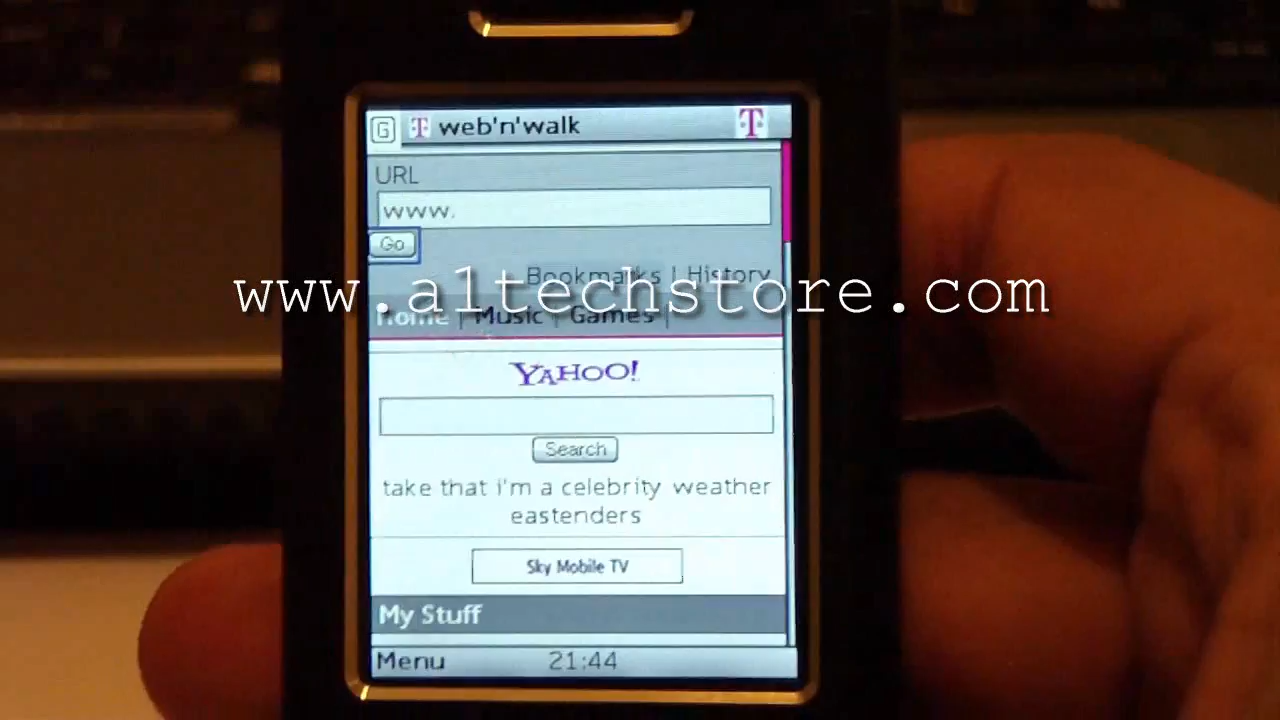 G T web'n'walk T
URL
www.
Go
Bookmarks | History
www.a1techstore.com
Home | Music | Games |
YAHOO!
Search
take that i'm a celebrity weather
eastenders
Sky Mobile TV
My Stuff
Menu 21:44